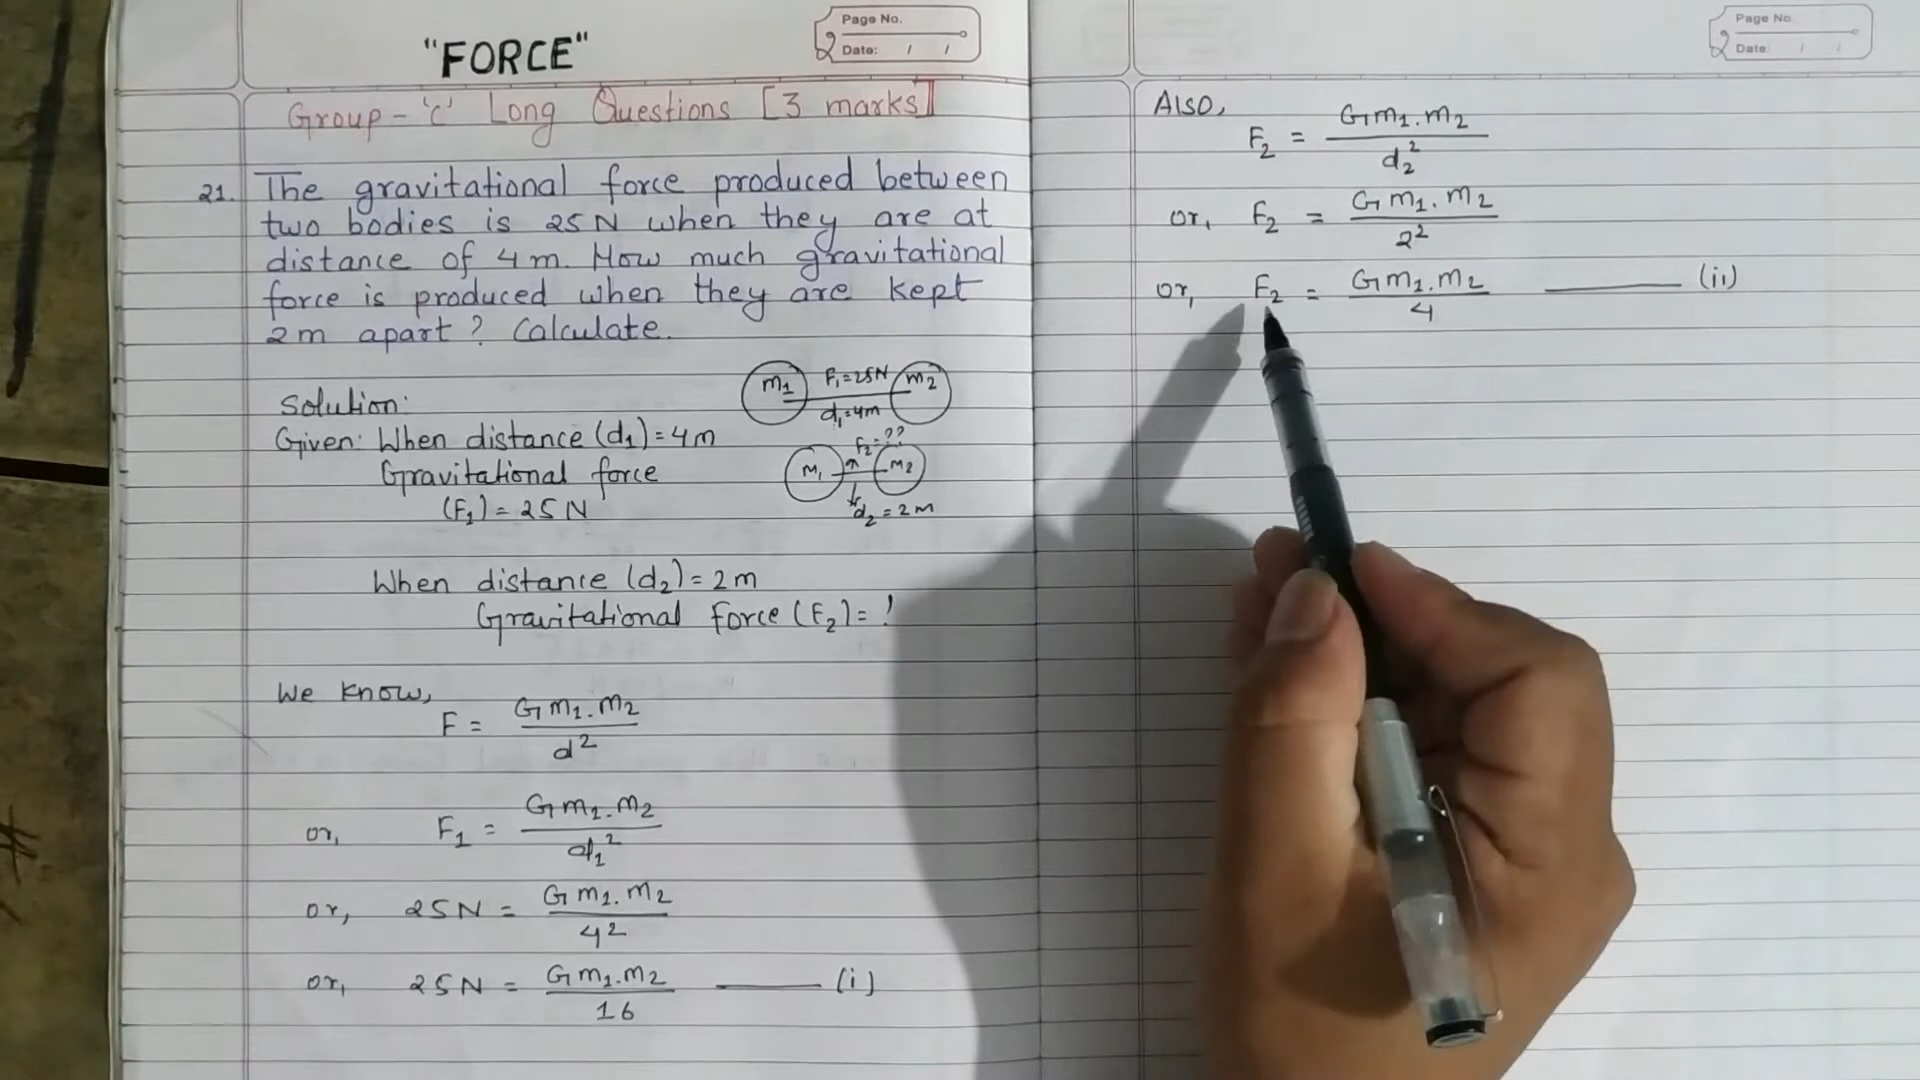 "FORCE"
Page No.
Date: / /
Group - 'c' Long Questions [3 marks]
21. The gravitational force produced between
two bodies is 25N when they are at
distance of 4m. How much gravitational
force is produced when they are kept
2m apart? Calculate.
m1 F1=25N m2
d1=4m
F2=??
M1 M2
d2=2m
Solution:
Given: When distance (d1)=4m
Gravitational force
(F1)=25N
When distance (d2)=2m
Gravitational force (F2)=?
We know,
F = Gm1.m2 / d²
or, F1 = Gm1.m2 / d1²
or, 25N = Gm1.m2 / 4²
or, 25N = Gm1.m2 / 16 (i)
Page No.
Date: / /
Also,
F2 = Gm1.m2 / d2²
or, F2 = Gm1.m2 / 2²
or, F2 = Gm1.m2 / 4 (ii)